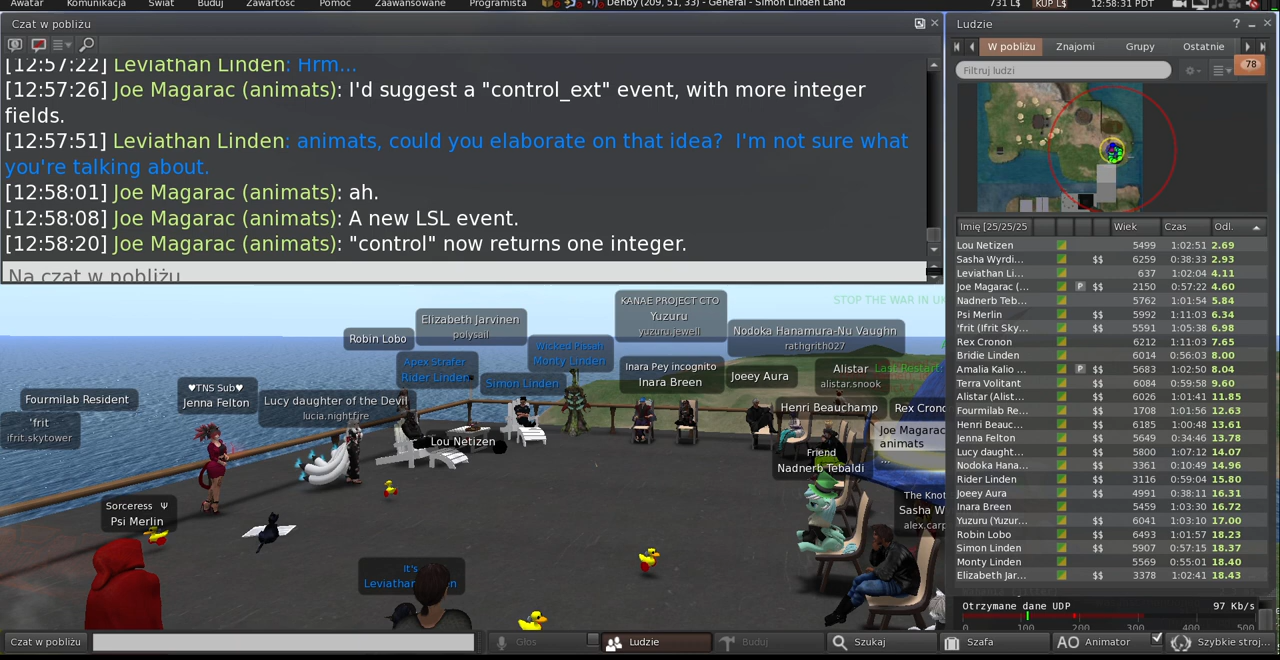 Awatar Komunikacja Świat Buduj Zawartość Pomoc Zaawansowane Programista Denby (209, 51, 33) - General - Simon Linden Land 731 L$ KUP L$ 12:58:31 PDT
Czat w pobliżu
[12:57:22] Leviathan Linden: Hrm...
[12:57:26] Joe Magarac (animats): I'd suggest a "control_ext" event, with more integer
fields.
[12:57:51] Leviathan Linden: animats, could you elaborate on that idea? I'm not sure what
you're talking about.
[12:58:01] Joe Magarac (animats): ah.
[12:58:08] Joe Magarac (animats): A new LSL event.
[12:58:20] Joe Magarac (animats): "control" now returns one integer.
Na czat w pobliżu
STOP THE WAR IN UK
KANAE PROJECT CTO
Yuzuru
yuzuru.jewell
Elizabeth Jarvinen
polysail
Robin Lobo
Nodoka Hanamura-Nu Vaughn
rathgrith027
Wicked Pissah
Monty Linden
Apex Strafer
Rider Linden
Simon Linden
Inara Pey incognito
Inara Breen
Joeey Aura
Alistar
alistar.snook
Last Restart:
♥TNS Sub♥
Jenna Felton
Fourmilab Resident
Lucy daughter of the Devil
lucia.nightfire
Henri Beauchamp
Rex Crono
'frit
ifrit.skytower
Lou Netizen
Joe Magarac
animats
...
Friend
Nadnerb Tebaldi
Sorceress Ψ
Psi Merlin
The Knot
Sasha W
alex.carp
It's
Leviathan Linden
Ludzie
W pobliżu Znajomi Grupy Ostatnie
Filtruj ludzi
78
Imię [25/25/25 Wiek Czas Odl.
Lou Netizen 5499 1:02:51 2.69
Sasha Wyrdi... $$ 6259 0:38:33 2.93
Leviathan Li... 637 1:02:04 4.11
Joe Magarac (... P $$ 2150 0:57:22 4.60
Nadnerb Teb... 5762 1:01:54 5.84
Psi Merlin $$ 5992 1:11:03 6.34
'frit (Ifrit Sky... $$ 5591 1:05:38 6.98
Rex Cronon 6212 1:11:03 7.65
Bridie Linden 6014 0:56:03 8.00
Amalia Kalio ... P $$ 5683 1:02:50 8.04
Terra Volitant $$ 6084 0:59:58 9.60
Alistar (Alist... $$ 6026 1:01:41 11.85
Fourmilab Re... $$ 1708 1:01:56 12.63
Henri Beauc... $$ 6185 1:00:48 13.61
Jenna Felton $$ 5649 0:34:46 13.78
Lucy daught... $$ 5800 1:07:12 14.07
Nodoka Hana... $$ 3361 0:10:49 14.96
Rider Linden $$ 3116 0:59:04 15.80
Joeey Aura $$ 4991 0:38:11 16.31
Inara Breen 5459 1:03:30 16.72
Yuzuru (Yuzur... $$ 6041 1:03:10 17.00
Robin Lobo $$ 6493 1:01:57 18.23
Simon Linden $$ 5907 0:57:15 18.37
Monty Linden 5569 0:55:01 18.40
Elizabeth Jar... $$ 3378 1:02:41 18.43
Otrzymane dane UDP 97 Kb/s
0 100 200 300 400 500
Czat w pobliżu Głos Ludzie Buduj Szukaj Szafa AO Animator Szybkie stroj...